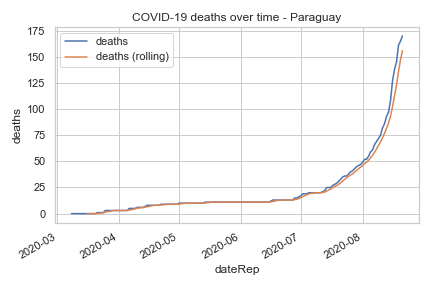 COVID-19 deaths over time - Paraguay
deaths
deaths (rolling)
175
150
125
100
75
50
25
0
deaths
2020-03
2020-04
2020-05
2020-06
2020-07
2020-08
dateRep